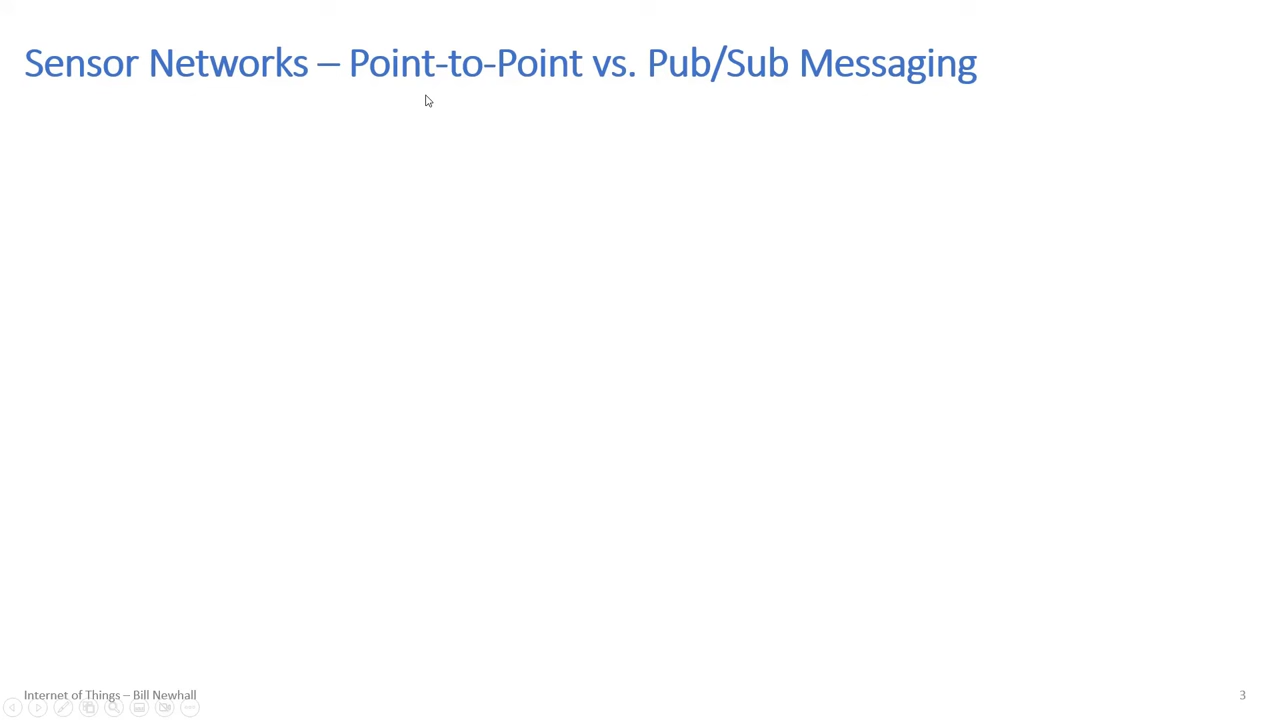 Sensor Networks – Point-to-Point vs. Pub/Sub Messaging
Internet of Things – Bill Newhall
3